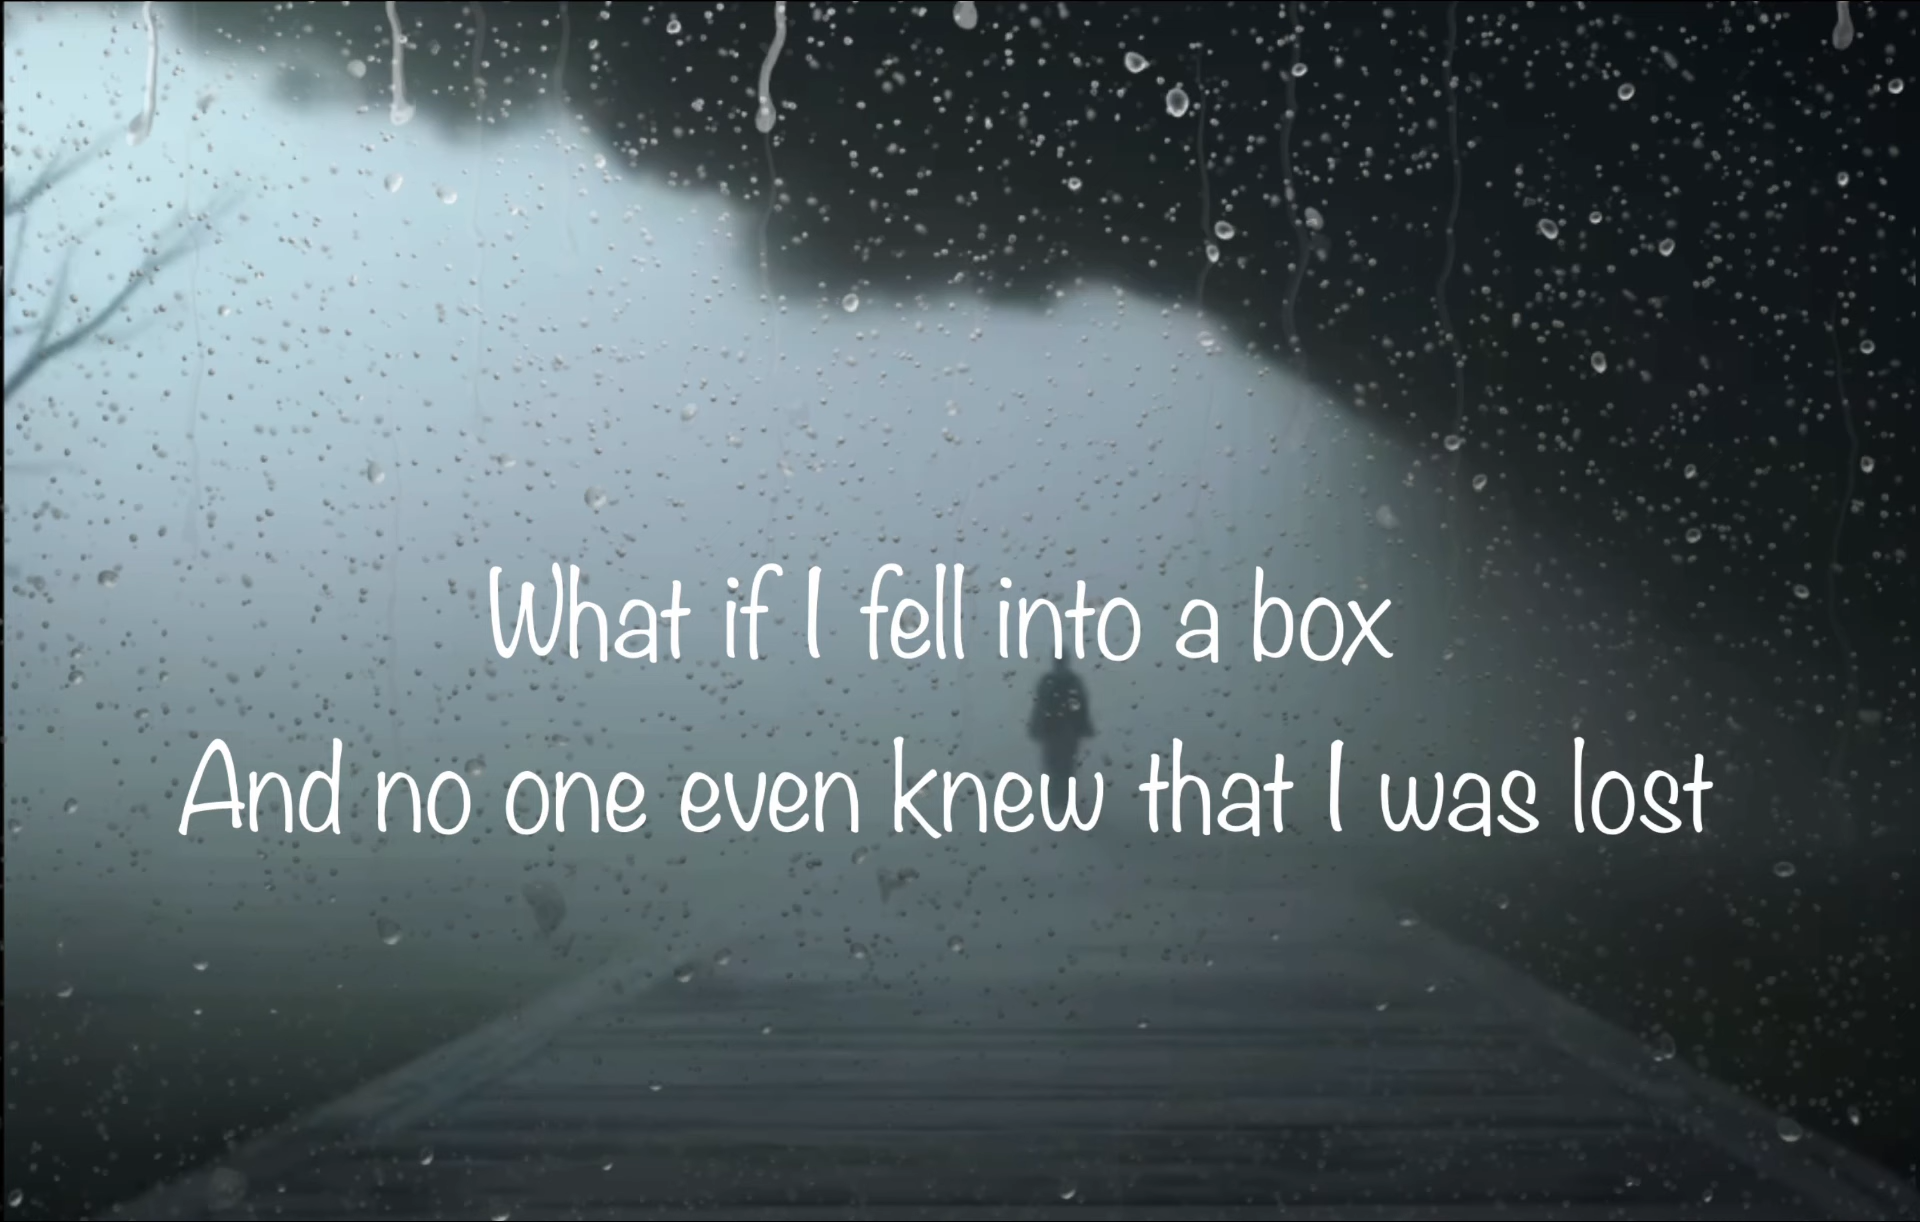 What if I fell into a box
And no one even knew that I was lost